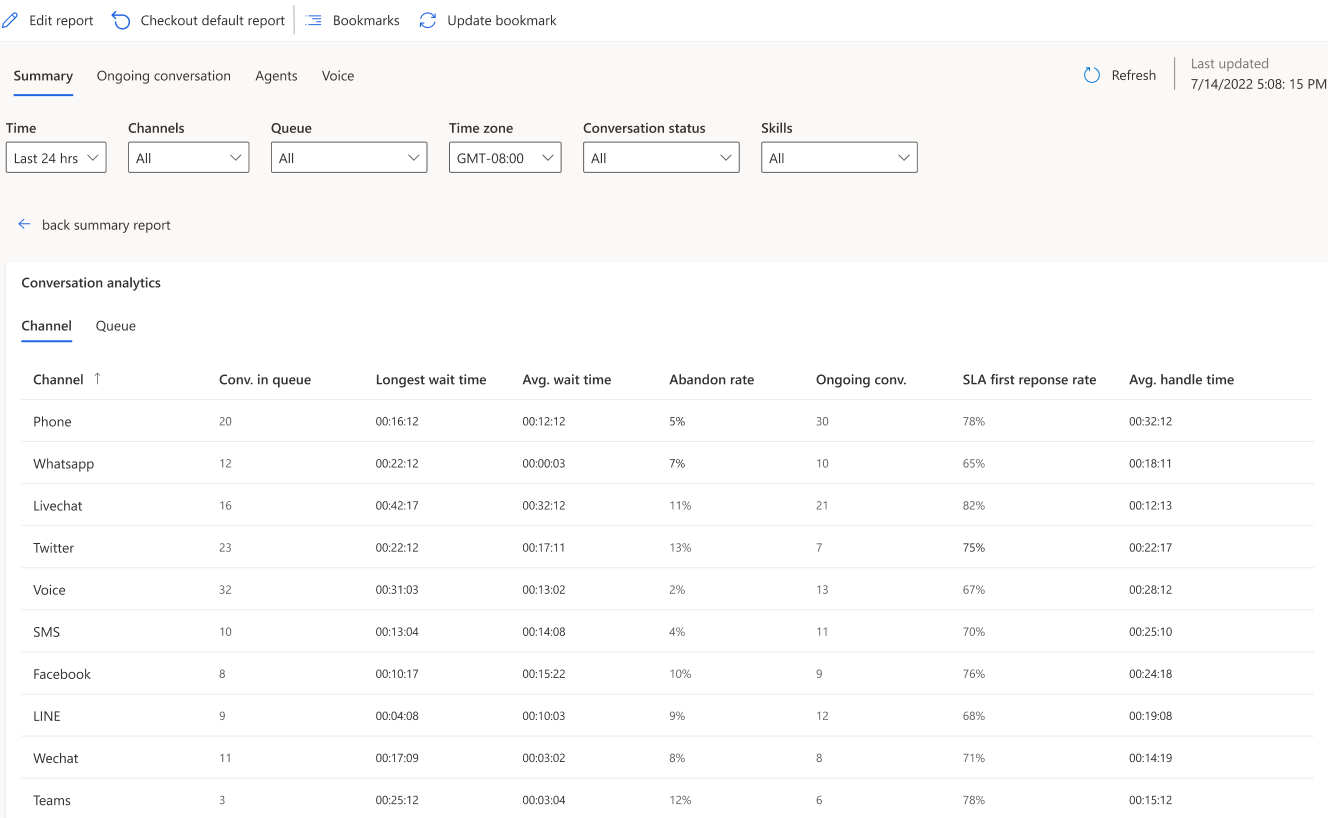 Edit report Checkout default report Bookmarks Update bookmark
Summary Ongoing conversation Agents Voice Refresh Last updated
7/14/2022 5:08: 15 PM
Time Channels Queue Time zone Conversation status Skills
Last 24 hrs All All GMT-08:00 All All
back summary report
Conversation analytics
Channel Queue
Channel ↑ Conv. in queue Longest wait time Avg. wait time Abandon rate Ongoing conv. SLA first reponse rate Avg. handle time
Phone 20 00:16:12 00:12:12 5% 30 78% 00:32:12
Whatsapp 12 00:22:12 00:00:03 7% 10 65% 00:18:11
Livechat 16 00:42:17 00:32:12 11% 21 82% 00:12:13
Twitter 23 00:22:12 00:17:11 13% 7 75% 00:22:17
Voice 32 00:31:03 00:13:02 2% 13 67% 00:28:12
SMS 10 00:13:04 00:14:08 4% 11 70% 00:25:10
Facebook 8 00:10:17 00:15:22 10% 9 76% 00:24:18
LINE 9 00:04:08 00:10:03 9% 12 68% 00:19:08
Wechat 11 00:17:09 00:03:02 8% 8 71% 00:14:19
Teams 3 00:25:12 00:03:04 12% 6 78% 00:15:12